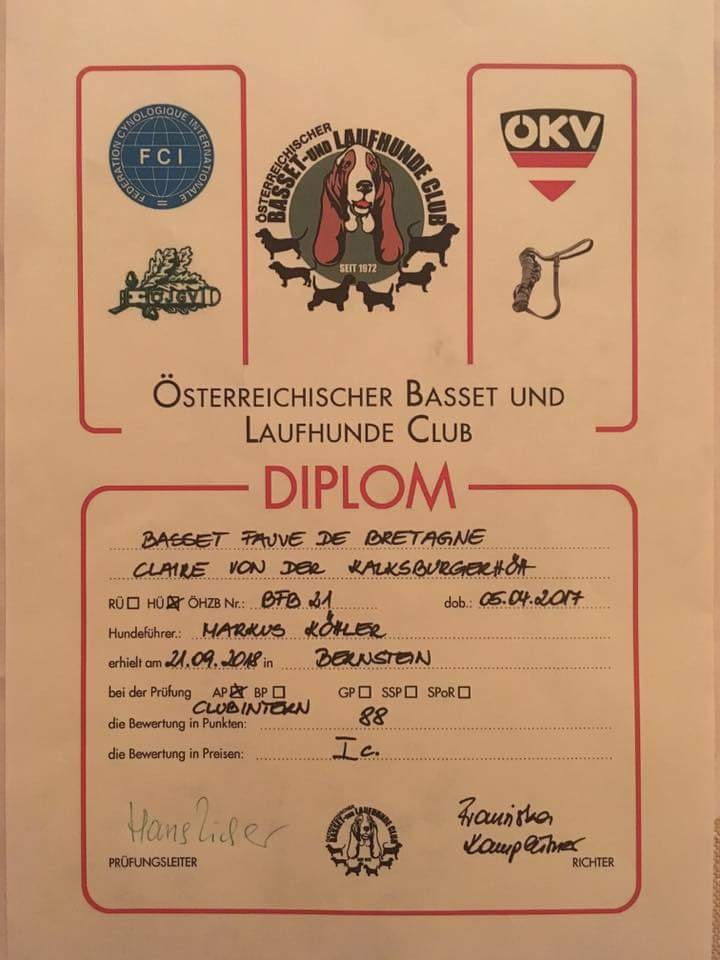 FEDERATION CYNOLOGIQUE INTERNATIONALE
FCI
ÖSTERREICHISCHER
BASSET-UND LAUFHUNDE CLUB
SEIT 1972
ÖKV
ÖJGV
ÖSTERREICHISCHER BASSET UND
LAUFHUNDE CLUB
DIPLOM
BASSET FAUVE DE BRETAGNE
CLAIRE VON DER KALKSBURGERHÖH
RÜ HÜ ÖHZB Nr.: BFB 21 dob.: 05.04.2017
Hundeführer.: MARKUS KÖHLER
erhielt am 21.09.2018 in BERNSTEIN
bei der Prüfung AP BP GP SSP SPoR
CLUBINTERN
die Bewertung in Punkten: 88
die Bewertung in Preisen: I c.
Hans
Franziska
PRÜFUNGSLEITER
RICHTER